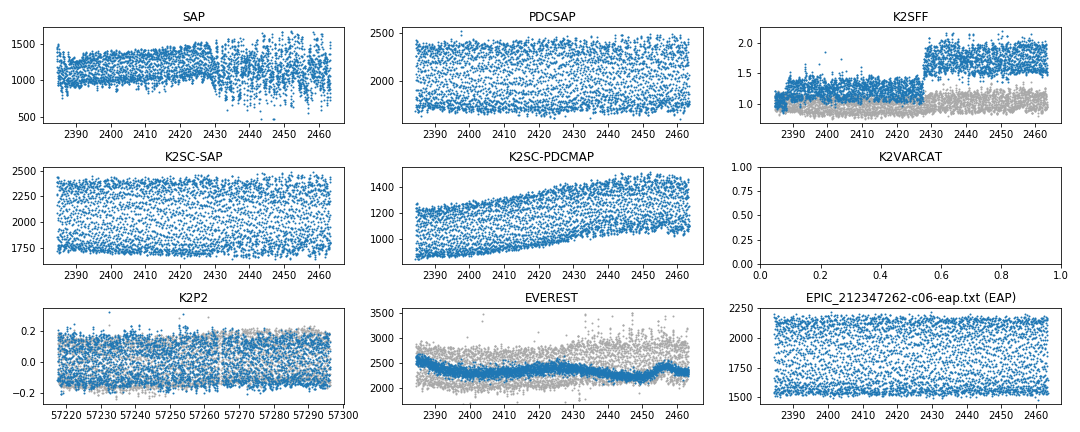 SAP
1500
1000
500
2390 2400 2410 2420 2430 2440 2450 2460
PDCSAP
2500
2000
2390 2400 2410 2420 2430 2440 2450 2460
K2SFF
2.0
1.5
1.0
2390 2400 2410 2420 2430 2440 2450 2460
K2SC-SAP
2500
2250
2000
1750
2390 2400 2410 2420 2430 2440 2450 2460
K2SC-PDCMAP
1400
1200
1000
2390 2400 2410 2420 2430 2440 2450 2460
K2VARCAT
1.00
0.75
0.50
0.25
0.00
0.0 0.2 0.4 0.6 0.8 1.0
K2P2
0.2
0.0
−0.2
57220 57230 57240 57250 57260 57270 57280 57290 57300
EVEREST
3500
3000
2500
2000
2390 2400 2410 2420 2430 2440 2450 2460
EPIC_212347262-c06-eap.txt (EAP)
2250
2000
1750
1500
2390 2400 2410 2420 2430 2440 2450 2460